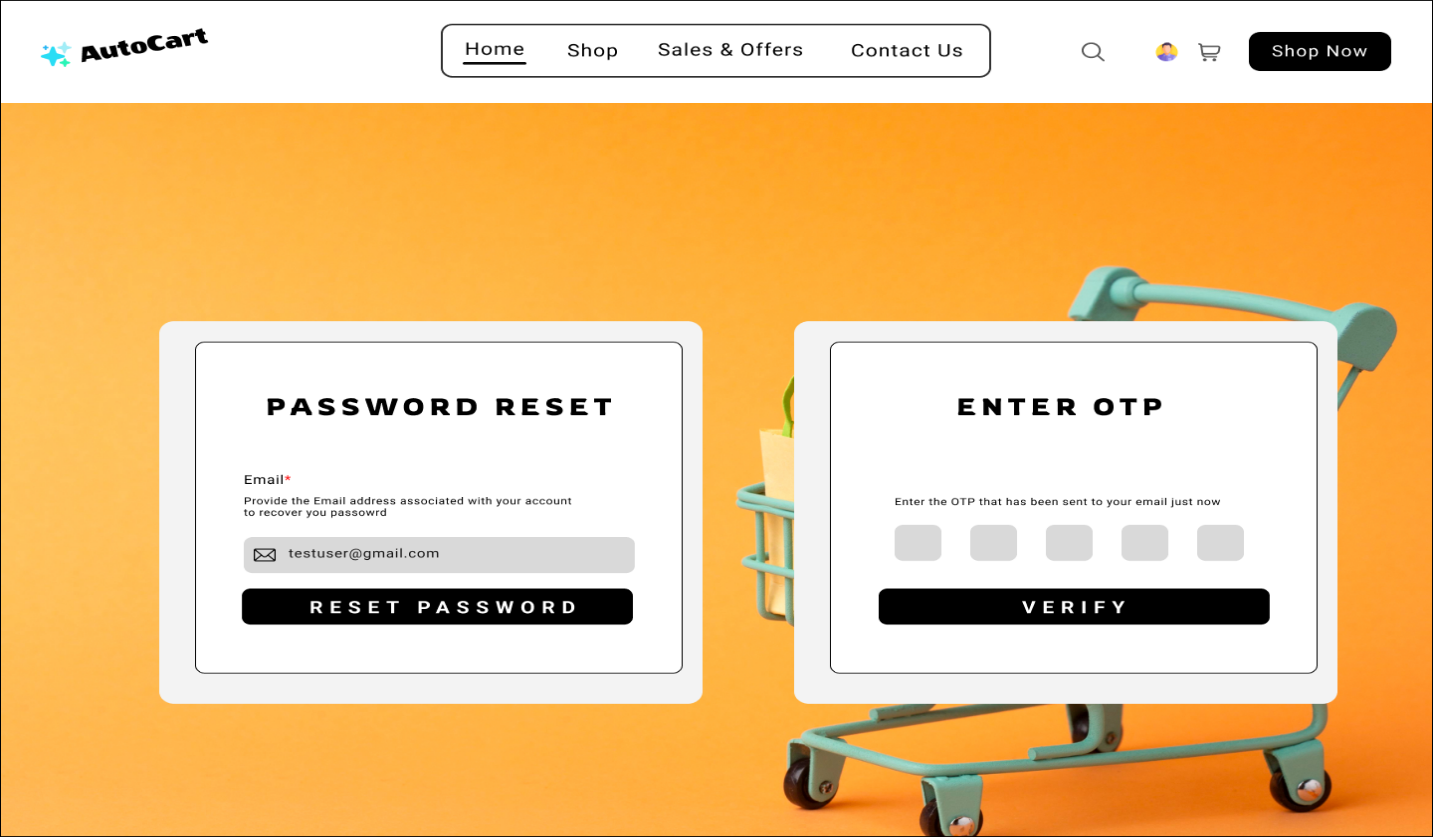 AutoCart
Home
Shop
Sales & Offers
Contact Us
Shop Now
PASSWORD RESET
Email*
Provide the Email address associated with your account
to recover you passowrd
testuser@gmail.com
RESET PASSWORD
ENTER OTP
Enter the OTP that has been sent to your email just now
VERIFY